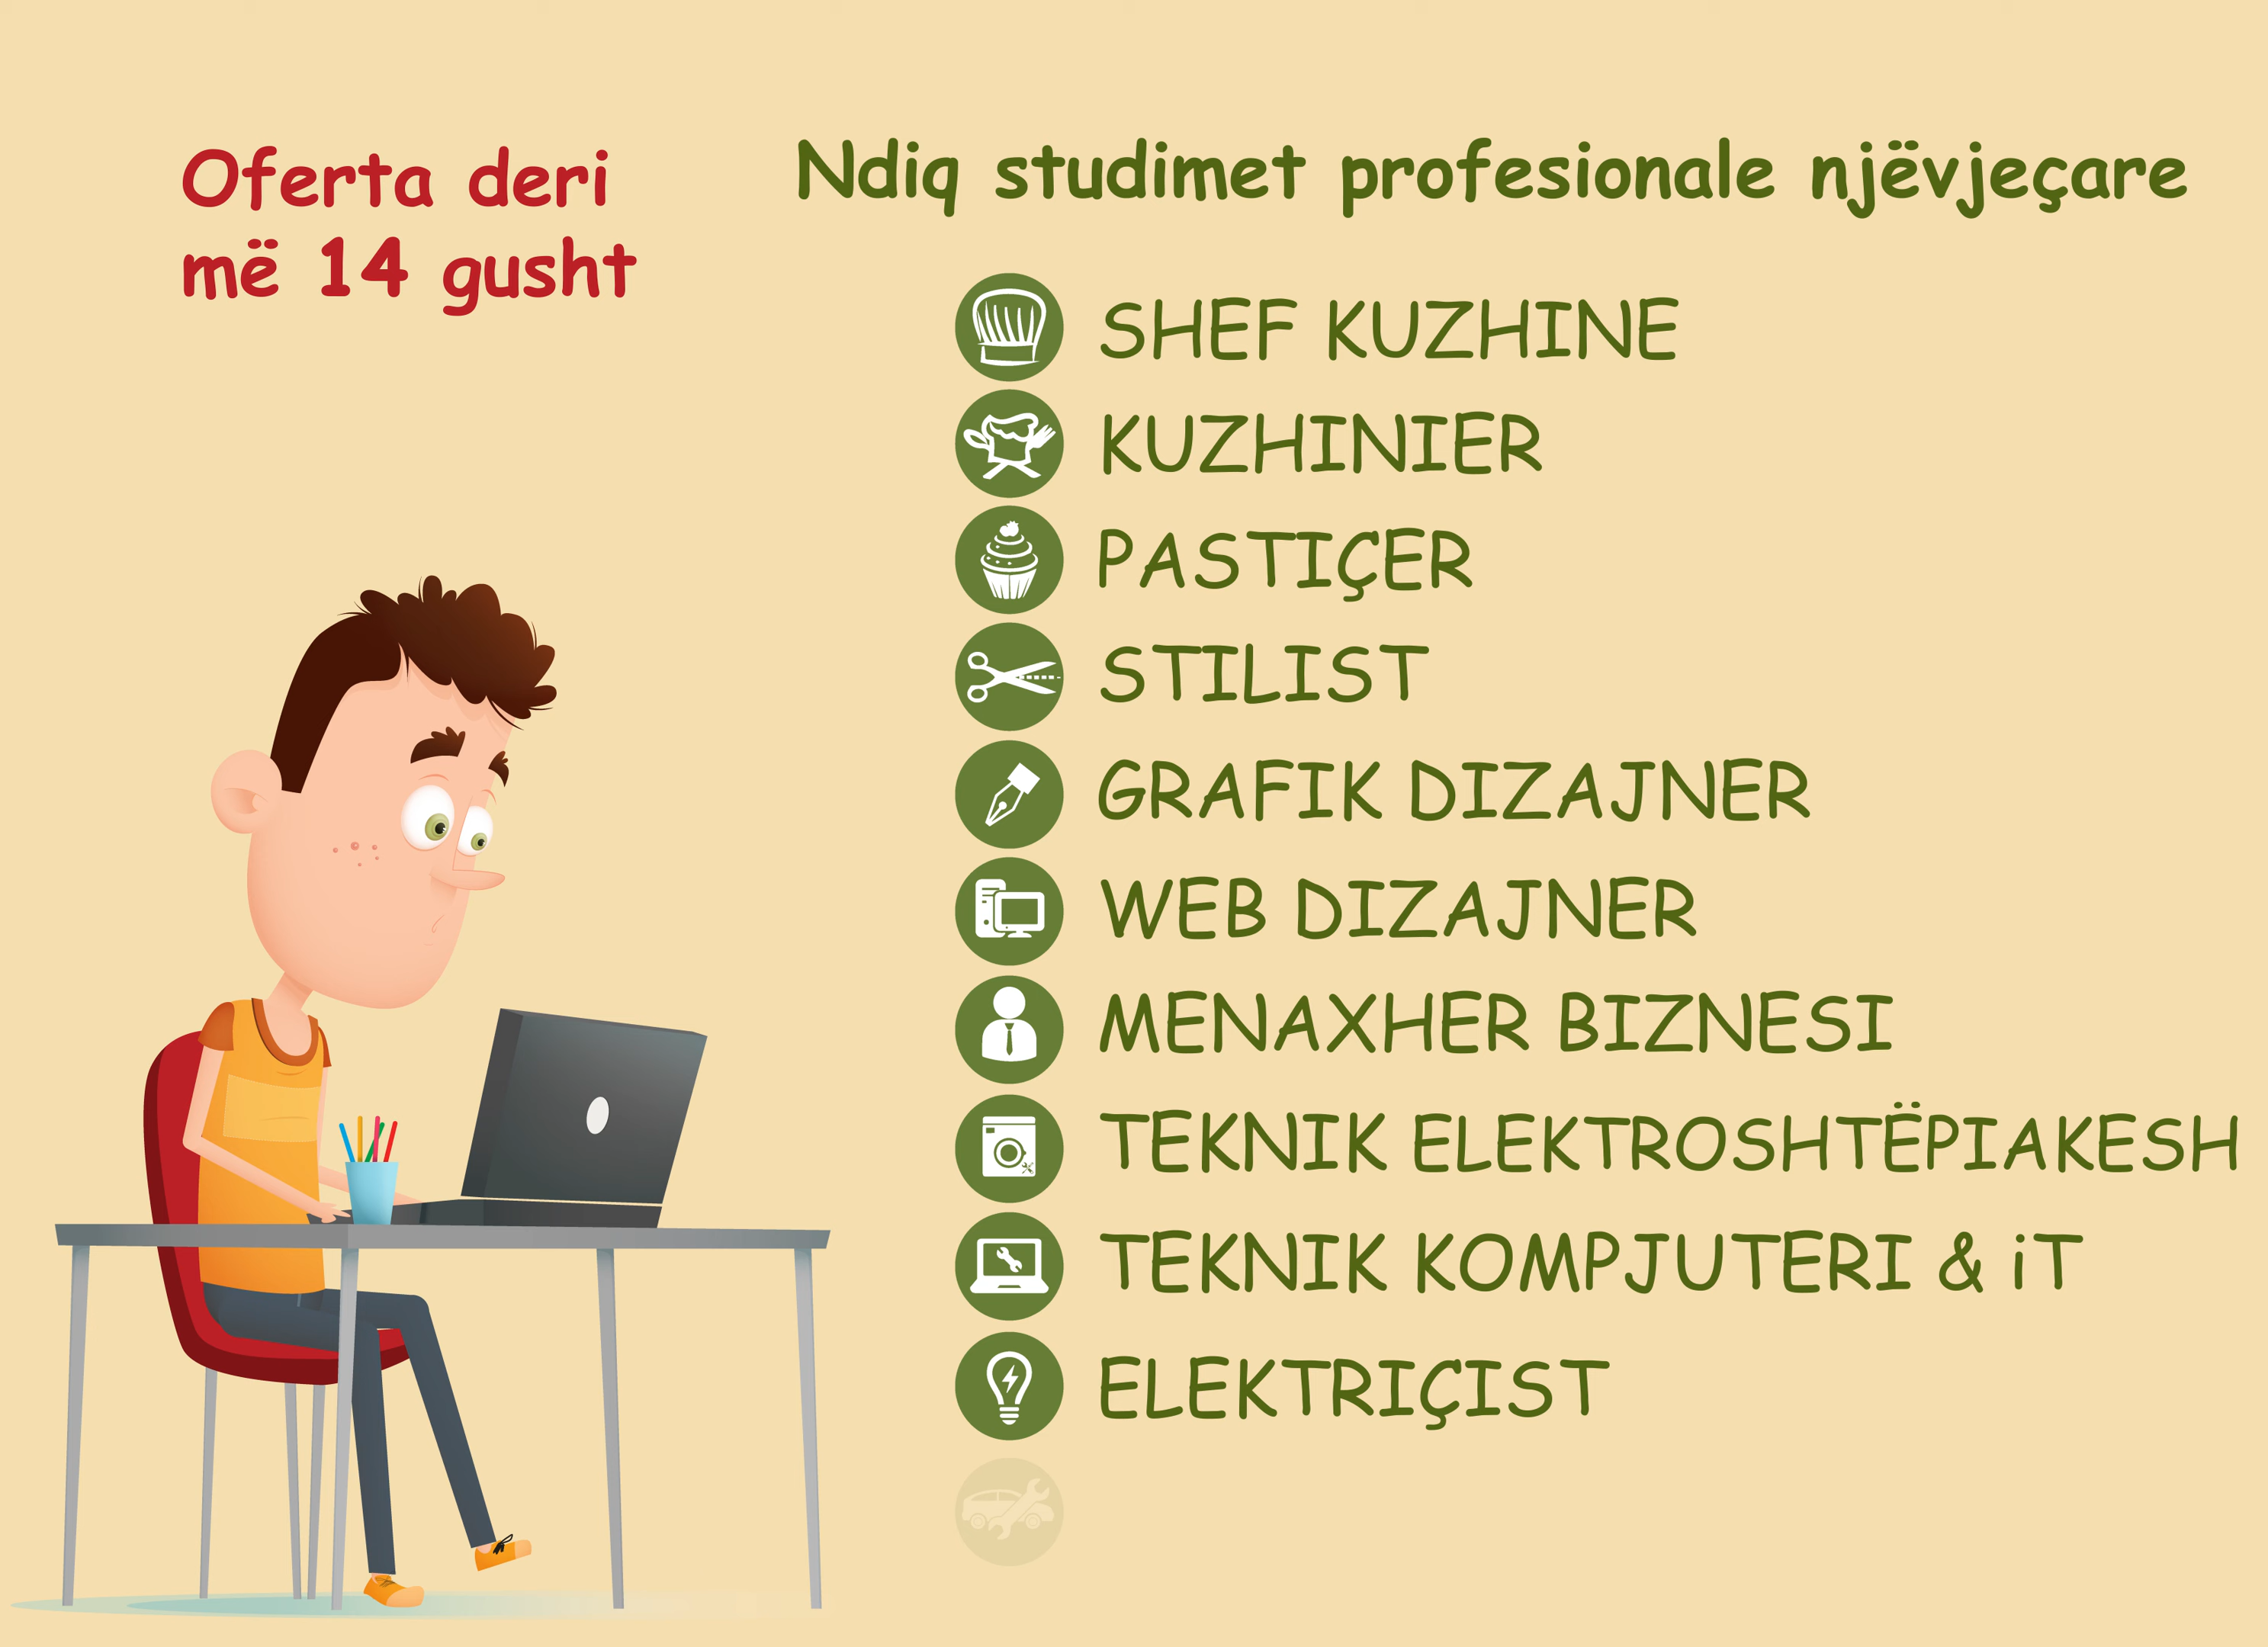 Oferta deri
më 14 gusht
Ndiq studimet profesionale njëvjeçare
SHEF KUZHINE
KUZHINIER
PASTIÇER
STILIST
GRAFIK DIZAJNER
WEB DIZAJNER
MENAXHER BIZNESI
TEKNIK ELEKTROSHTËPIAKESH
TEKNIK KOMPJUTERI & iT
ELEKTRIÇIST